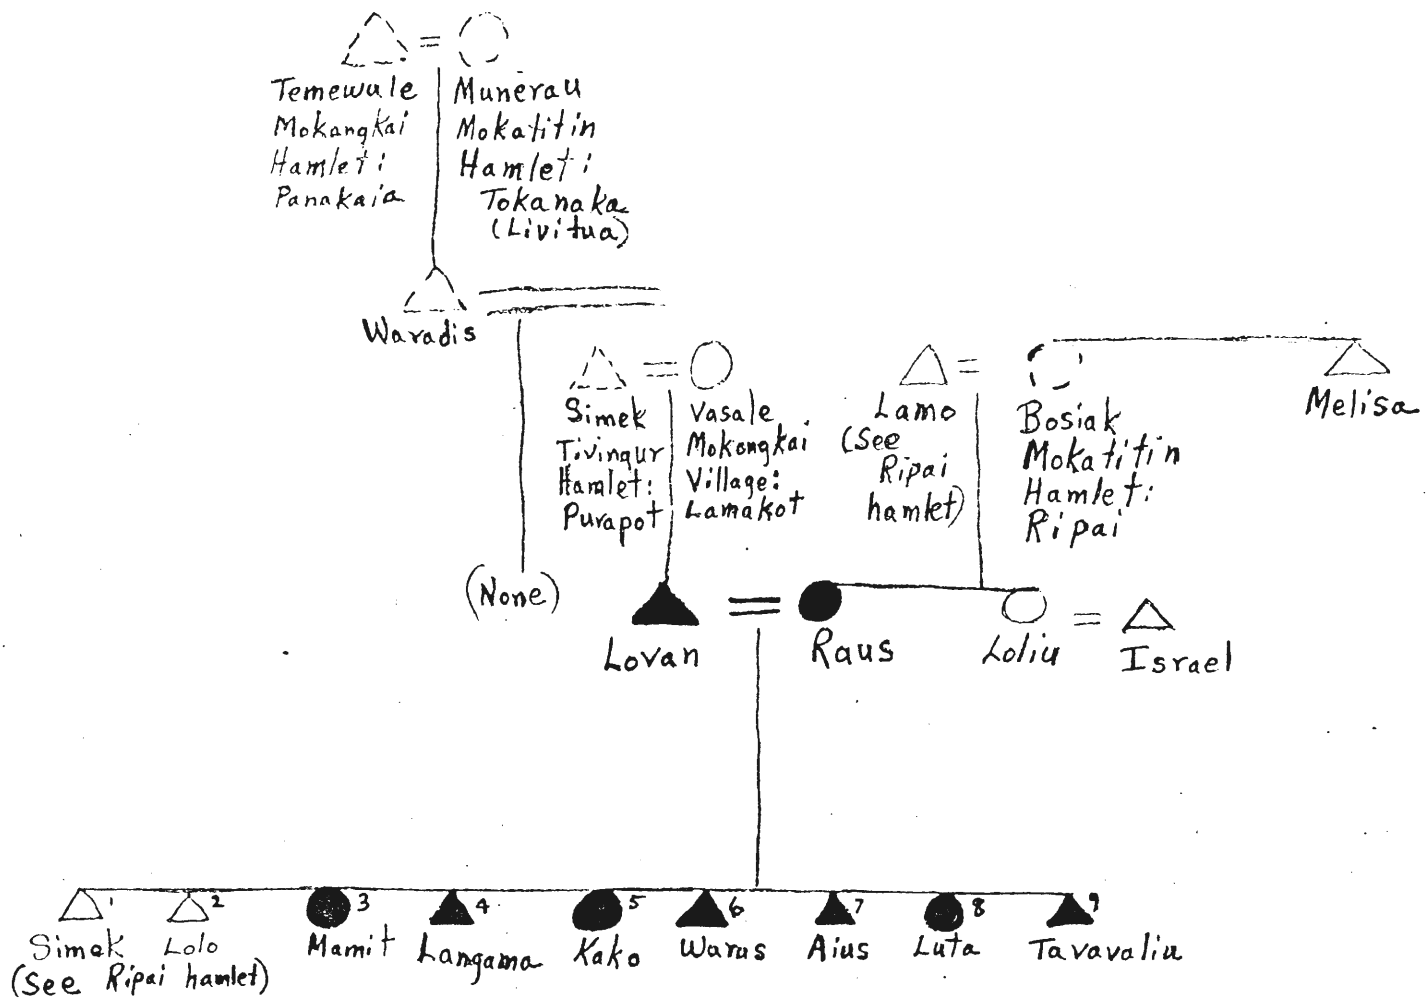 Temewule
Mokangkai
Hamlet:
Panakaia
Munerau
Mokatitin
Hamlet:
Tokanaka
(Livitua)
Waradis
Simek
Tivingur
Hamlet:
Purapot
Vasale
Mokongkai
Village:
Lamakot
Lamo
(See
Ripai
hamlet)
Bosiak
Mokatitin
Hamlet:
Ripai
Melisa
(None)
Lovan
Raus
Loliu
Israel
1 2 3 4 5 6 7 8 9
Simek Lolo Mamit Langama Kako Warus Aius Luta Tavavaliu
(See Ripai hamlet)